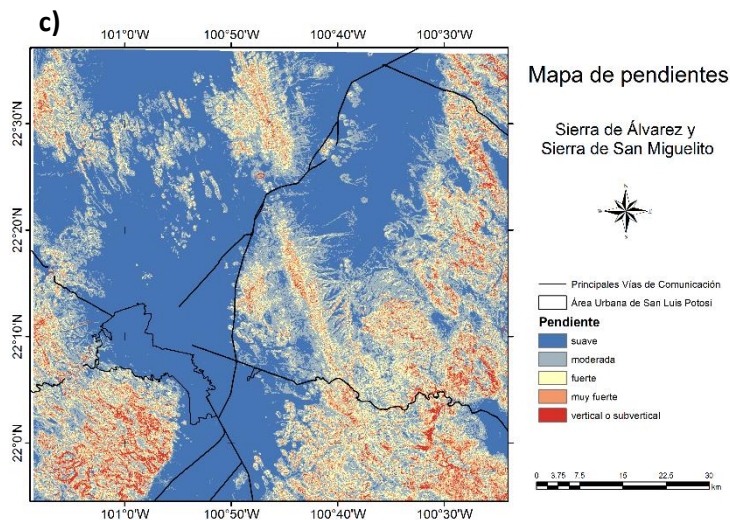 c)
101°0'W
100°50'W
100°40'W
100°30'W
22°30'N
22°20'N
22°10'N
22°0'N
101°0'W
100°50'W
100°40'W
100°30'W
Mapa de pendientes
Sierra de Álvarez y
Sierra de San Miguelito
N
W
E
S
Principales Vías de Comunicación
Área Urbana de San Luis Potosí
Pendiente
suave
moderada
fuerte
muy fuerte
vertical o subvertical
0 3.75 7.5 15 22.5 30
km